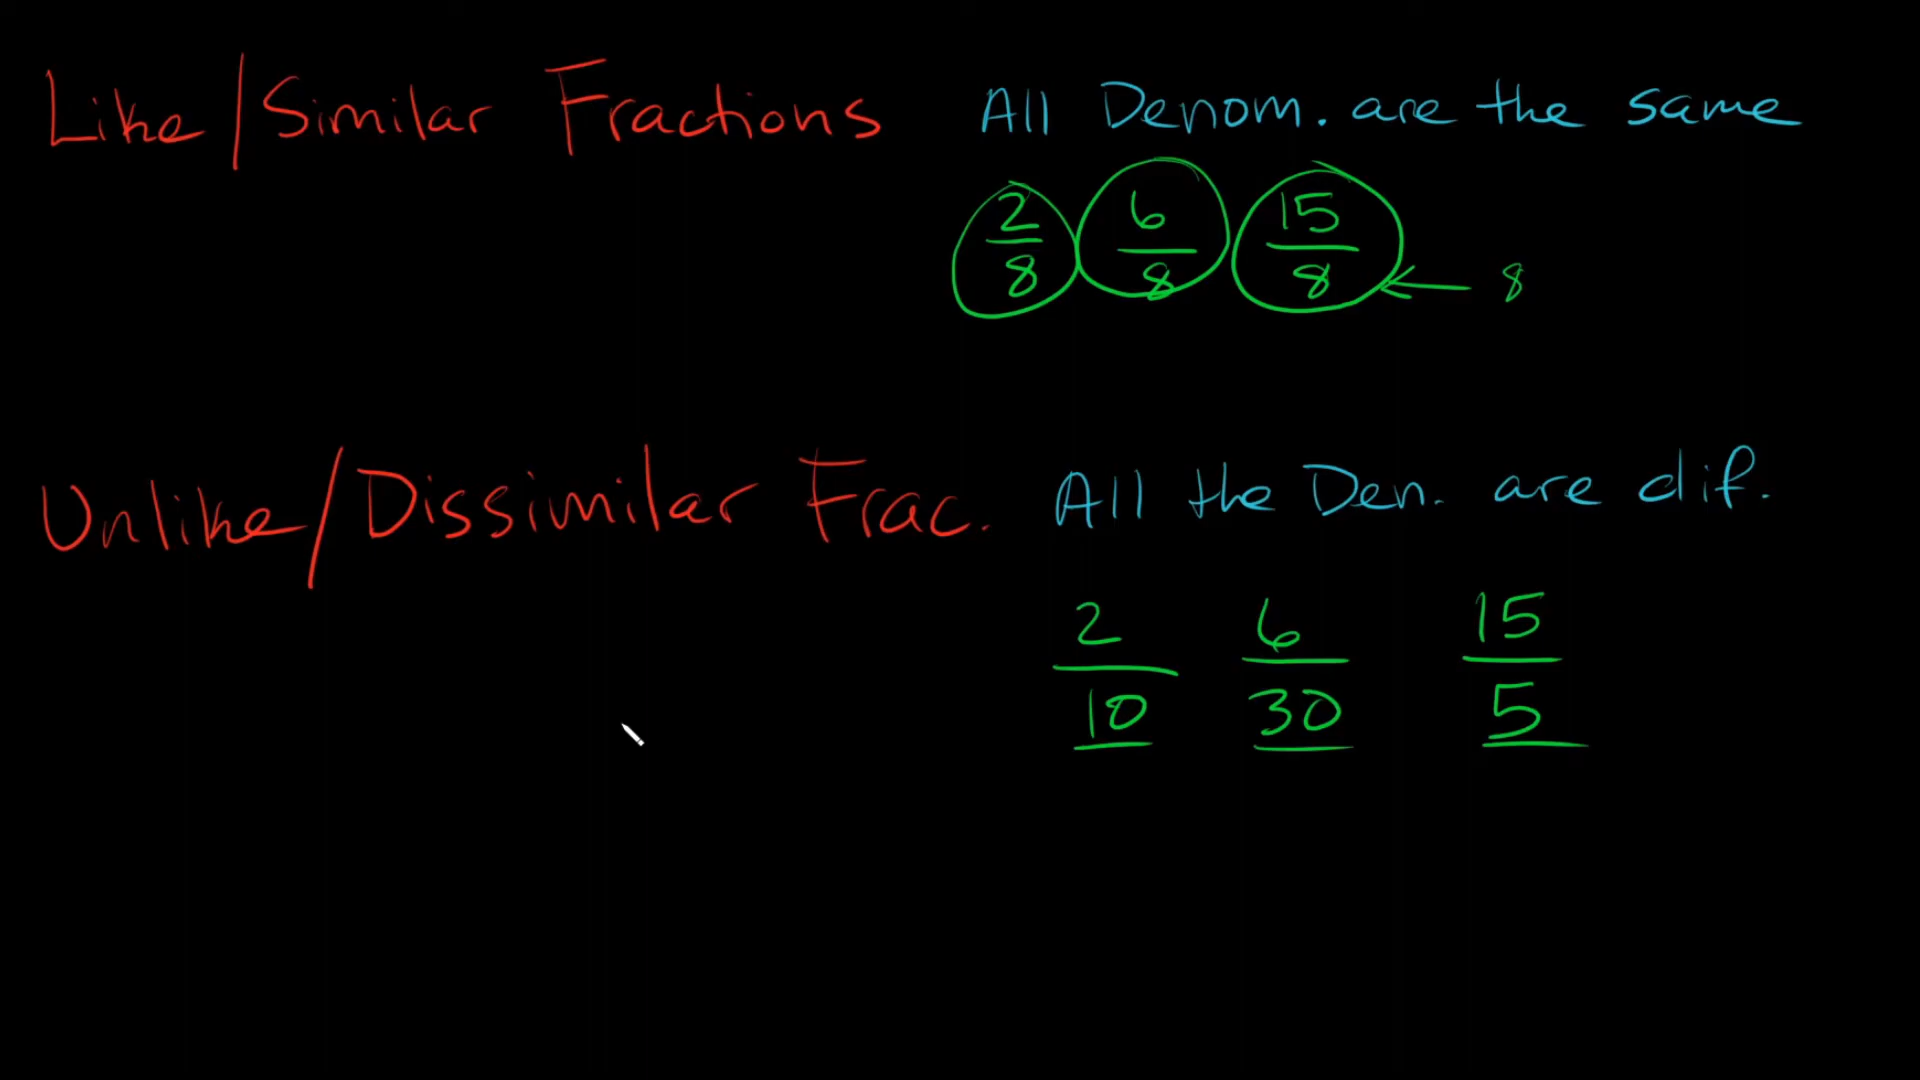 Like/Similar Fractions All Denom. are the same
2/8 6/8 15/8 ← 8
Unlike/Dissimilar Frac. All the Den. are dif.
2/10 6/30 15/5